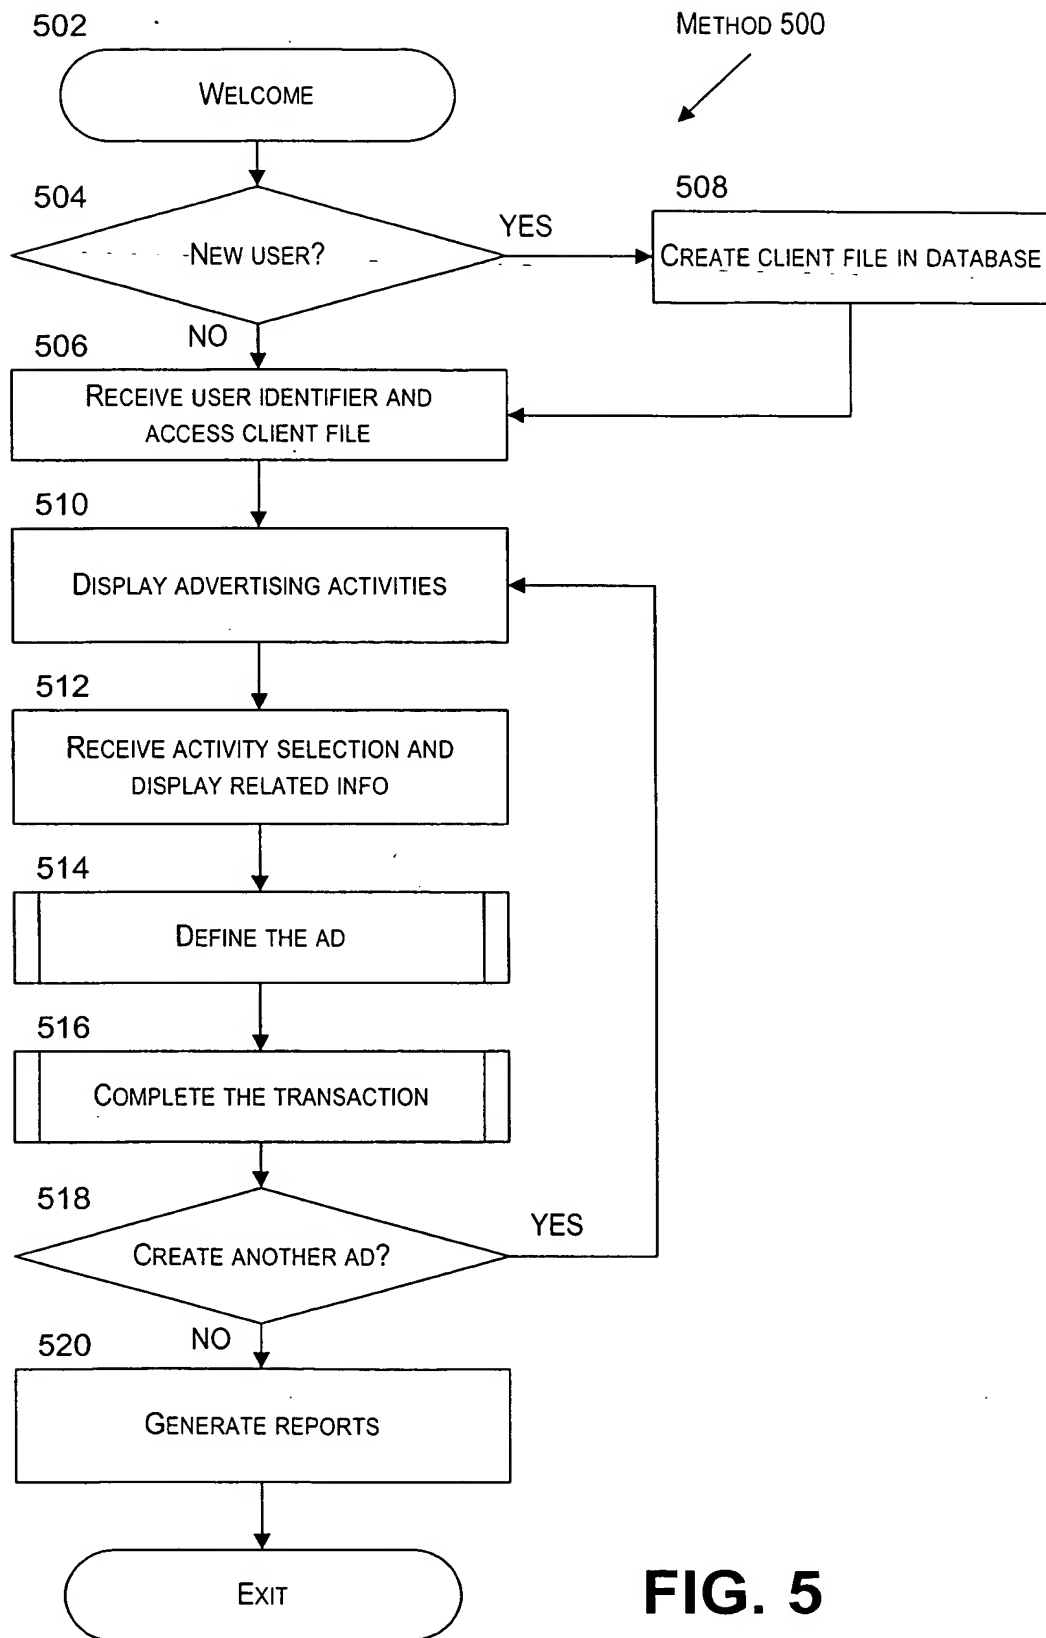 502
METHOD 500
WELCOME
504
508
NEW USER?
YES
CREATE CLIENT FILE IN DATABASE
NO
506
RECEIVE USER IDENTIFIER AND
ACCESS CLIENT FILE
510
DISPLAY ADVERTISING ACTIVITIES
512
RECEIVE ACTIVITY SELECTION AND
DISPLAY RELATED INFO
514
DEFINE THE AD
516
COMPLETE THE TRANSACTION
518
YES
CREATE ANOTHER AD?
NO
520
GENERATE REPORTS
EXIT
FIG. 5